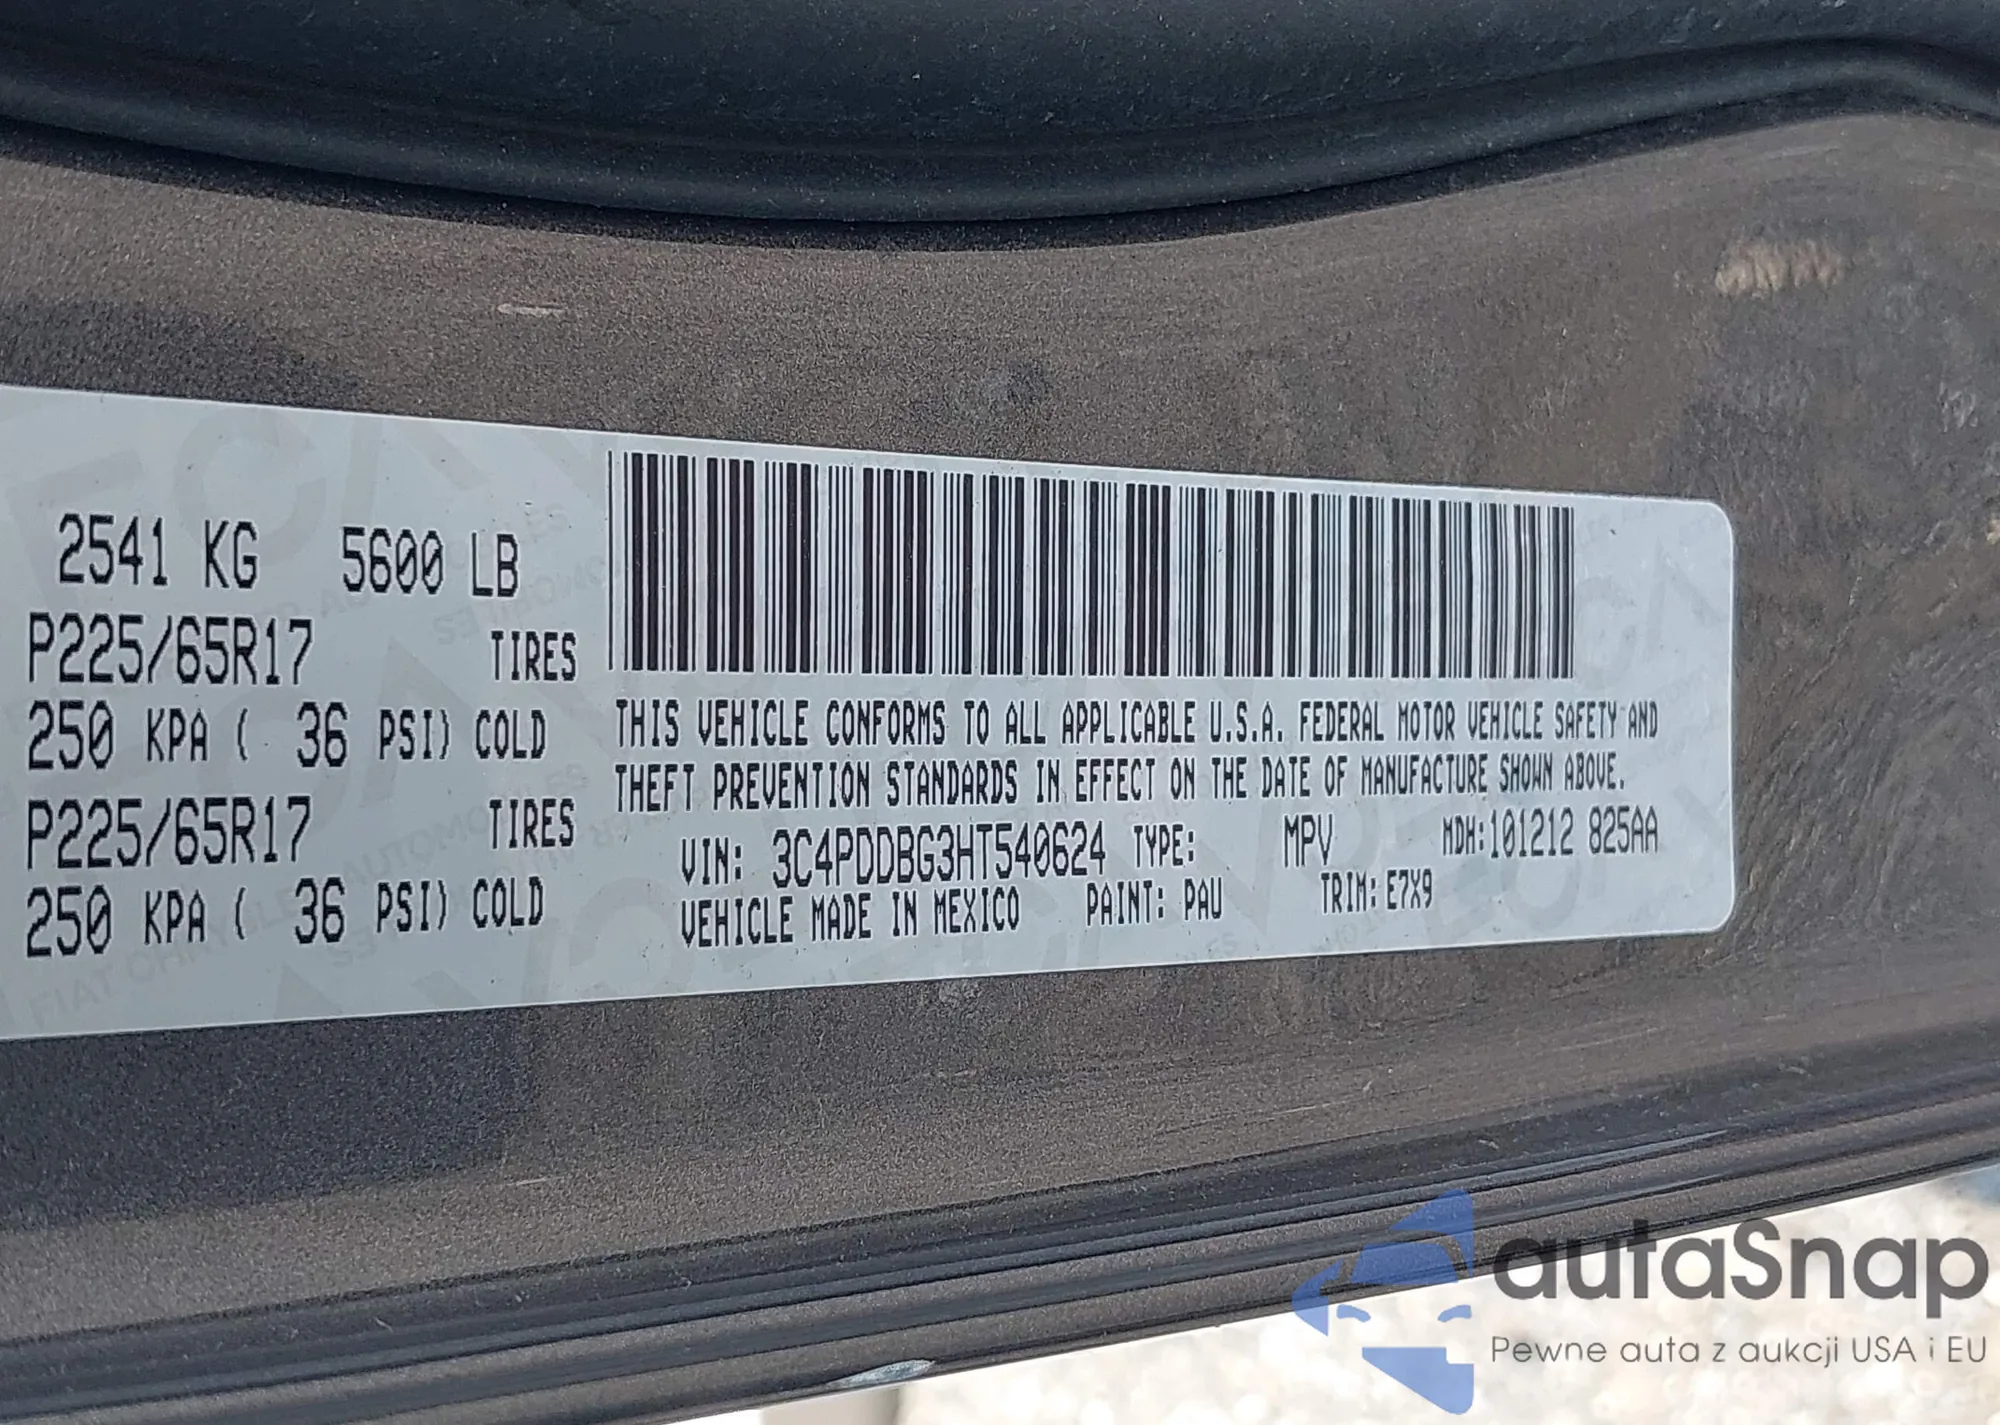 2541 KG 5600 LB
P225/65R17 TIRES
250 KPA ( 36 PSI) COLD
P225/65R17 TIRES
250 KPA ( 36 PSI) COLD
THIS VEHICLE CONFORMS TO ALL APPLICABLE U.S.A. FEDERAL MOTOR VEHICLE SAFETY AND
THEFT PREVENTION STANDARDS IN EFFECT ON THE DATE OF MANUFACTURE SHOWN ABOVE.
VIN: 3C4PDDBG3HT540624 TYPE: MPV MDH:101212 825AA
VEHICLE MADE IN MEXICO PAINT: PAU TRIM: E7X9
autaSnap
Pewne auta z aukcji USA i EU